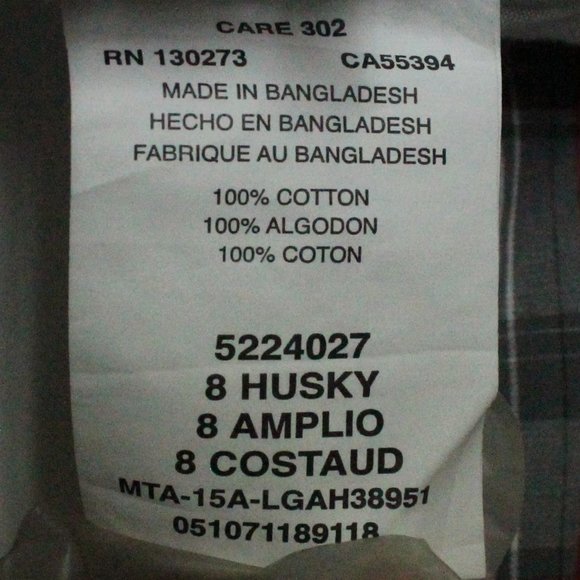 CARE 302
RN 130273 CA55394
MADE IN BANGLADESH
HECHO EN BANGLADESH
FABRIQUE AU BANGLADESH
100% COTTON
100% ALGODON
100% COTON
5224027
8 HUSKY
8 AMPLIO
8 COSTAUD
MTA-15A-LGAH38951
051071189118